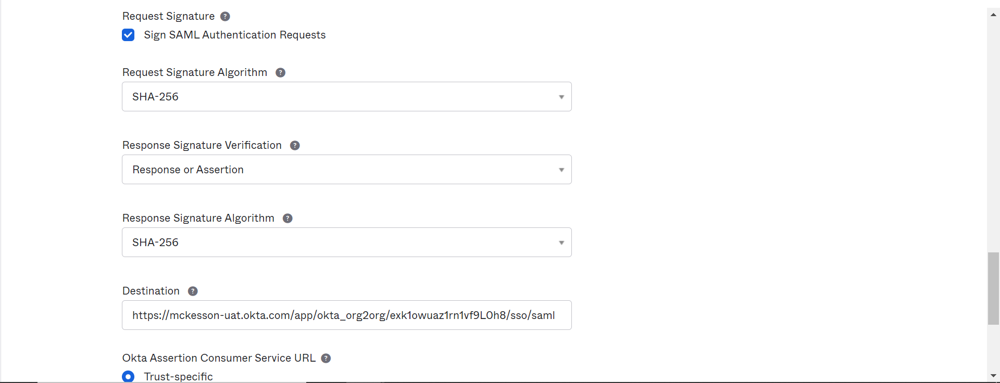 Request Signature ?
Sign SAML Authentication Requests
Request Signature Algorithm ?
SHA-256
Response Signature Verification ?
Response or Assertion
Response Signature Algorithm ?
SHA-256
Destination ?
https://mckesson-uat.okta.com/app/okta_org2org/exk1owuaz1rn1vf9L0h8/sso/saml
Okta Assertion Consumer Service URL ?
Trust-specific